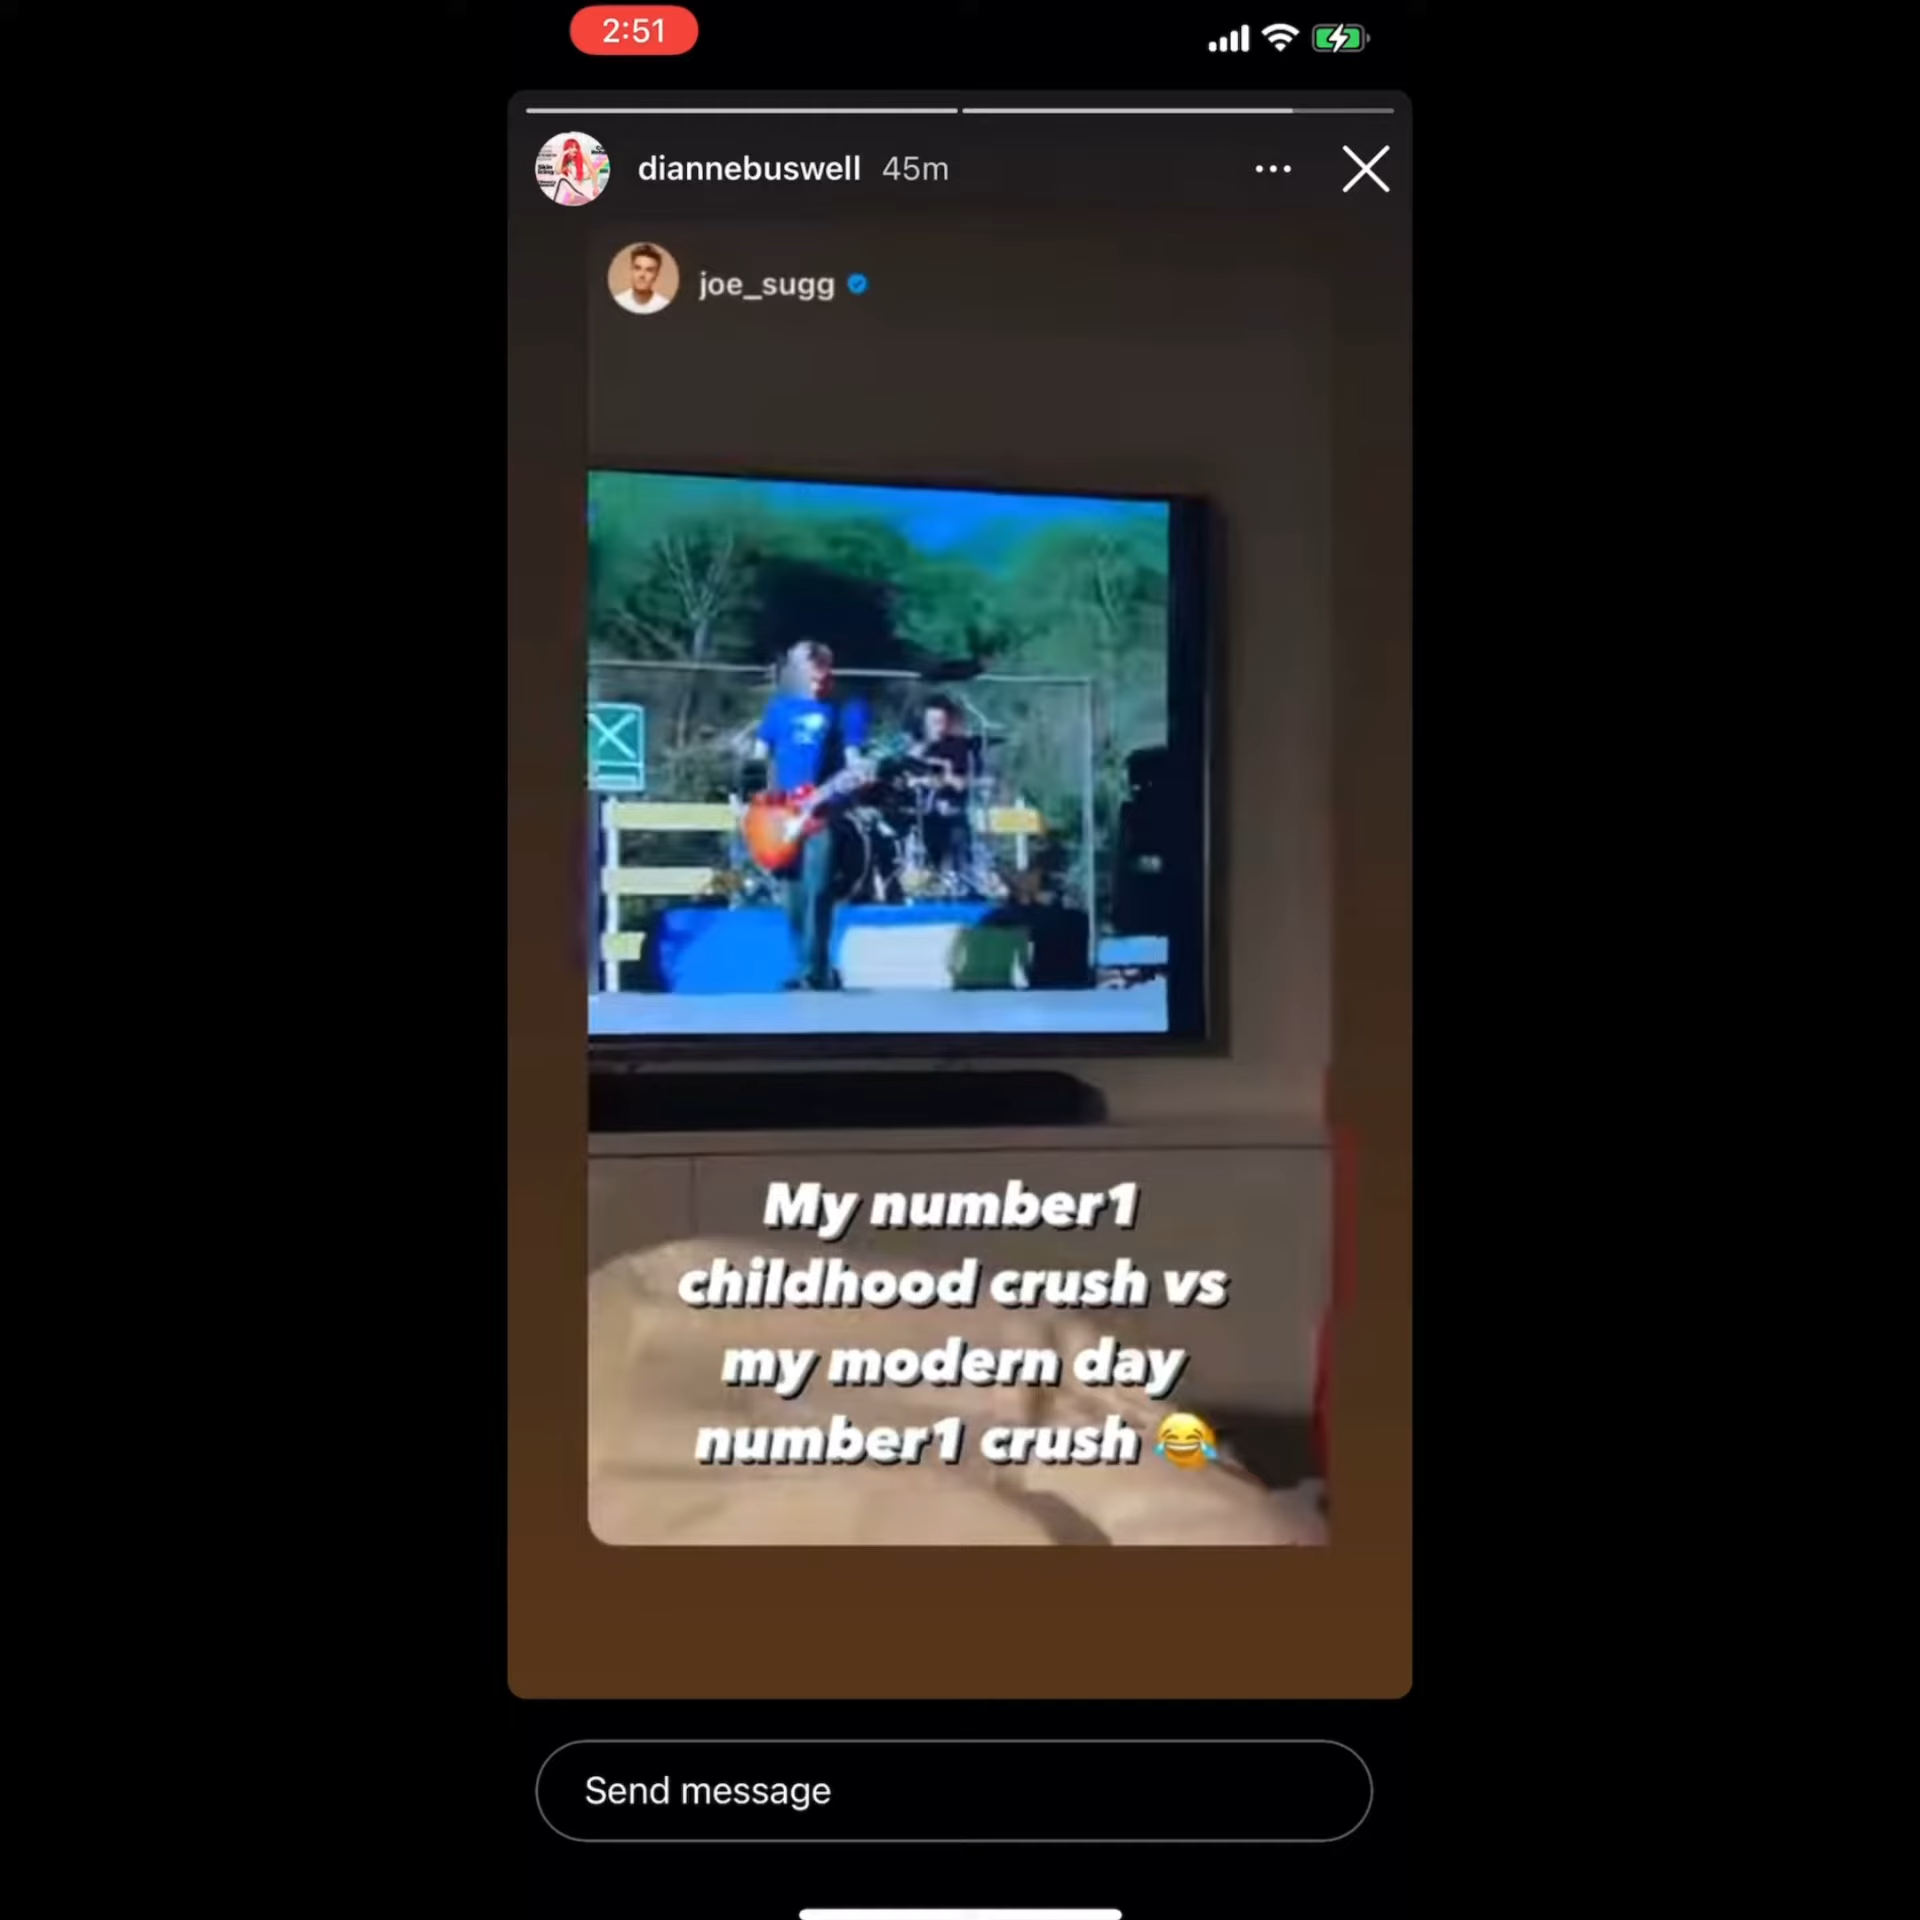 2:51
diannebuswell 45m
joe_sugg
My number1
childhood crush vs
my modern day
number1 crush 😂
Send message